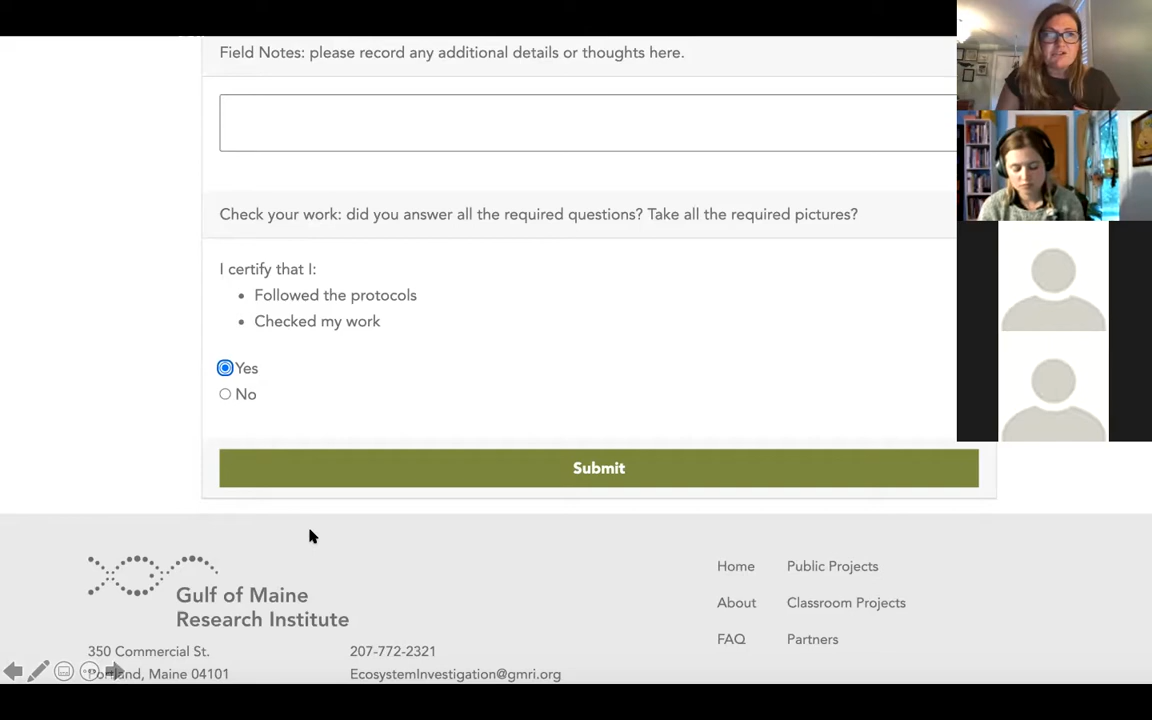 Field Notes: please record any additional details or thoughts here.
Check your work: did you answer all the required questions? Take all the required pictures?
I certify that I:
• Followed the protocols
• Checked my work
Yes
No
Submit
Gulf of Maine
Research Institute
350 Commercial St.
Portland, Maine 04101
207-772-2321
EcosystemInvestigation@gmri.org
Home
Public Projects
About
Classroom Projects
FAQ
Partners